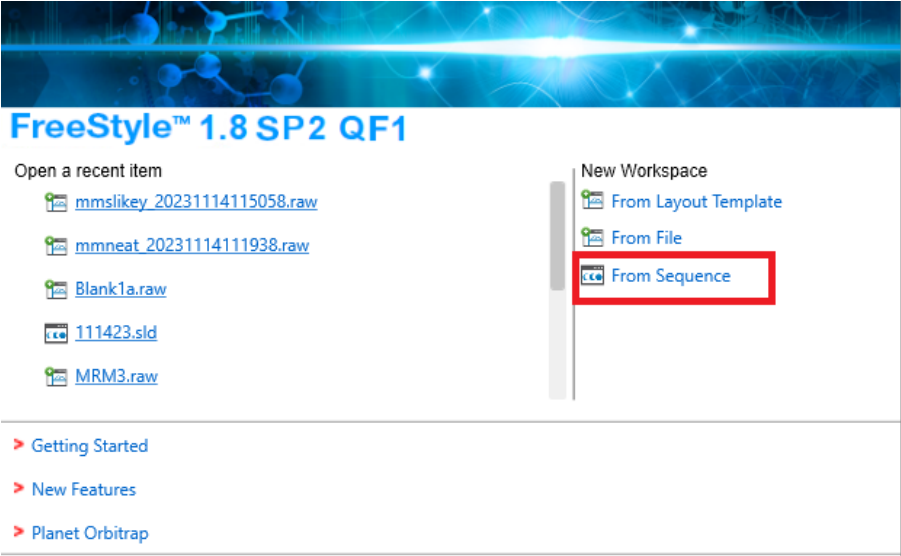 FreeStyle™ 1.8 SP2 QF1
Open a recent item
mmslikey_20231114115058.raw
mmneat_20231114111938.raw
Blank1a.raw
111423.sld
MRM3.raw
New Workspace
From Layout Template
From File
From Sequence
> Getting Started
> New Features
> Planet Orbitrap